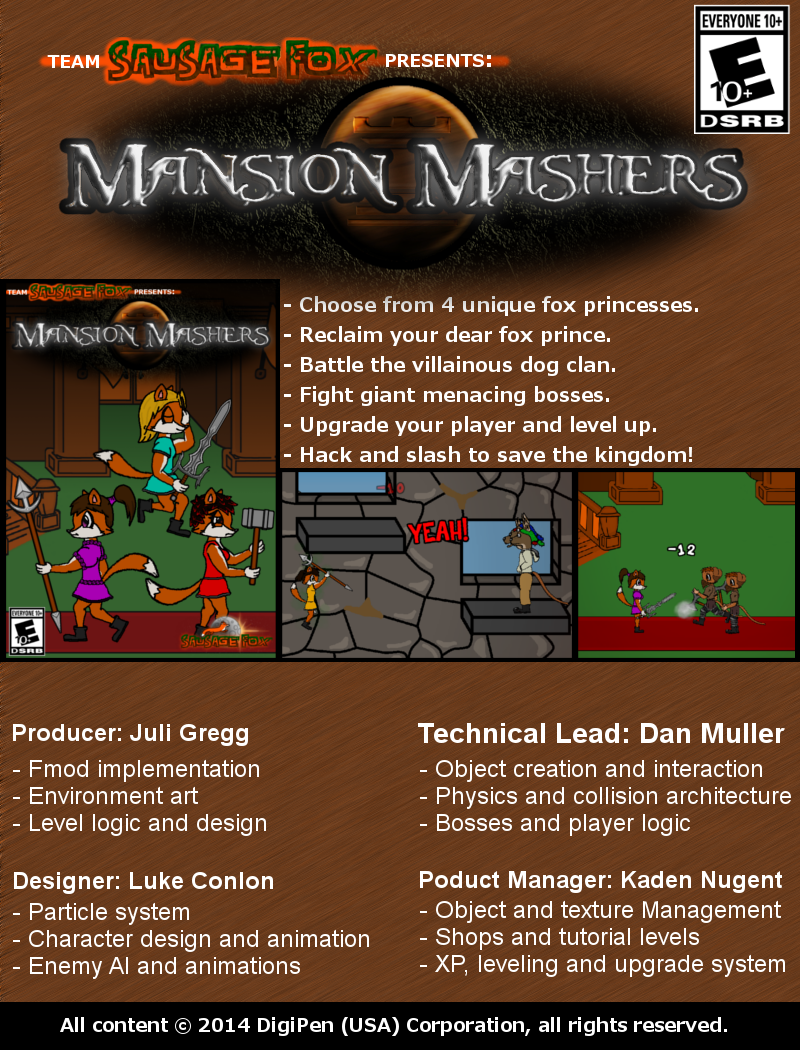 EVERYONE 10+
E
10+
DSRB
TEAM SAUSAGE FOX PRESENTS:
MANSION MASHERS
TEAM SAUSAGE FOX PRESENTS:
MANSION MASHERS
EVERYONE 10+
E
10+
DSRB
SAUSAGE FOX
- Choose from 4 unique fox princesses.
- Reclaim your dear fox prince.
- Battle the villainous dog clan.
- Fight giant menacing bosses.
- Upgrade your player and level up.
- Hack and slash to save the kingdom!
-10
YEAH!
-12
Producer: Juli Gregg
- Fmod implementation
- Environment art
- Level logic and design
Technical Lead: Dan Muller
- Object creation and interaction
- Physics and collision architecture
- Bosses and player logic
Designer: Luke Conlon
- Particle system
- Character design and animation
- Enemy AI and animations
Poduct Manager: Kaden Nugent
- Object and texture Management
- Shops and tutorial levels
- XP, leveling and upgrade system
All content © 2014 DigiPen (USA) Corporation, all rights reserved.